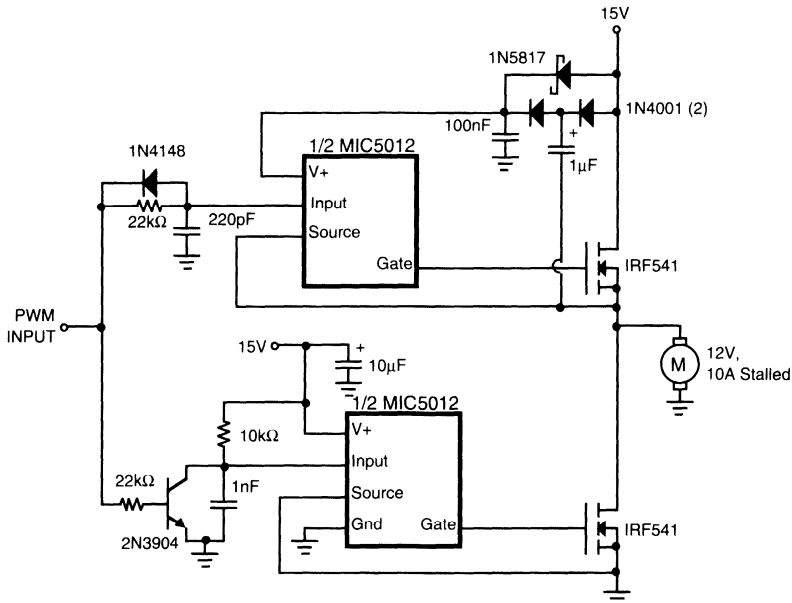 15V
1N5817
1N4001 (2)
100nF
+
1µF
1/2 MIC5012
1N4148
V+
22kΩ
220pF
Input
Source
Gate
IRF541
PWM
INPUT
15V
+
10µF
M
12V,
10A Stalled
1/2 MIC5012
10kΩ
V+
Input
22kΩ
1nF
Source
Gnd
Gate
IRF541
2N3904